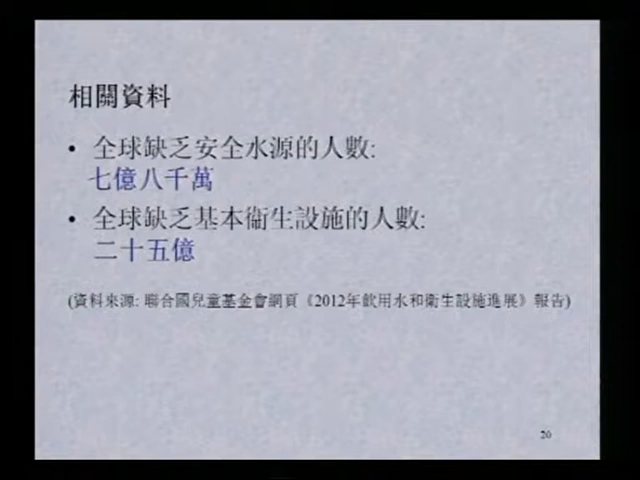 相關資料
• 全球缺乏安全水源的人數:
七億八千萬
• 全球缺乏基本衞生設施的人數:
二十五億
(資料來源: 聯合國兒童基金會網頁《2012年飲用水和衞生設施進展》報告)
20